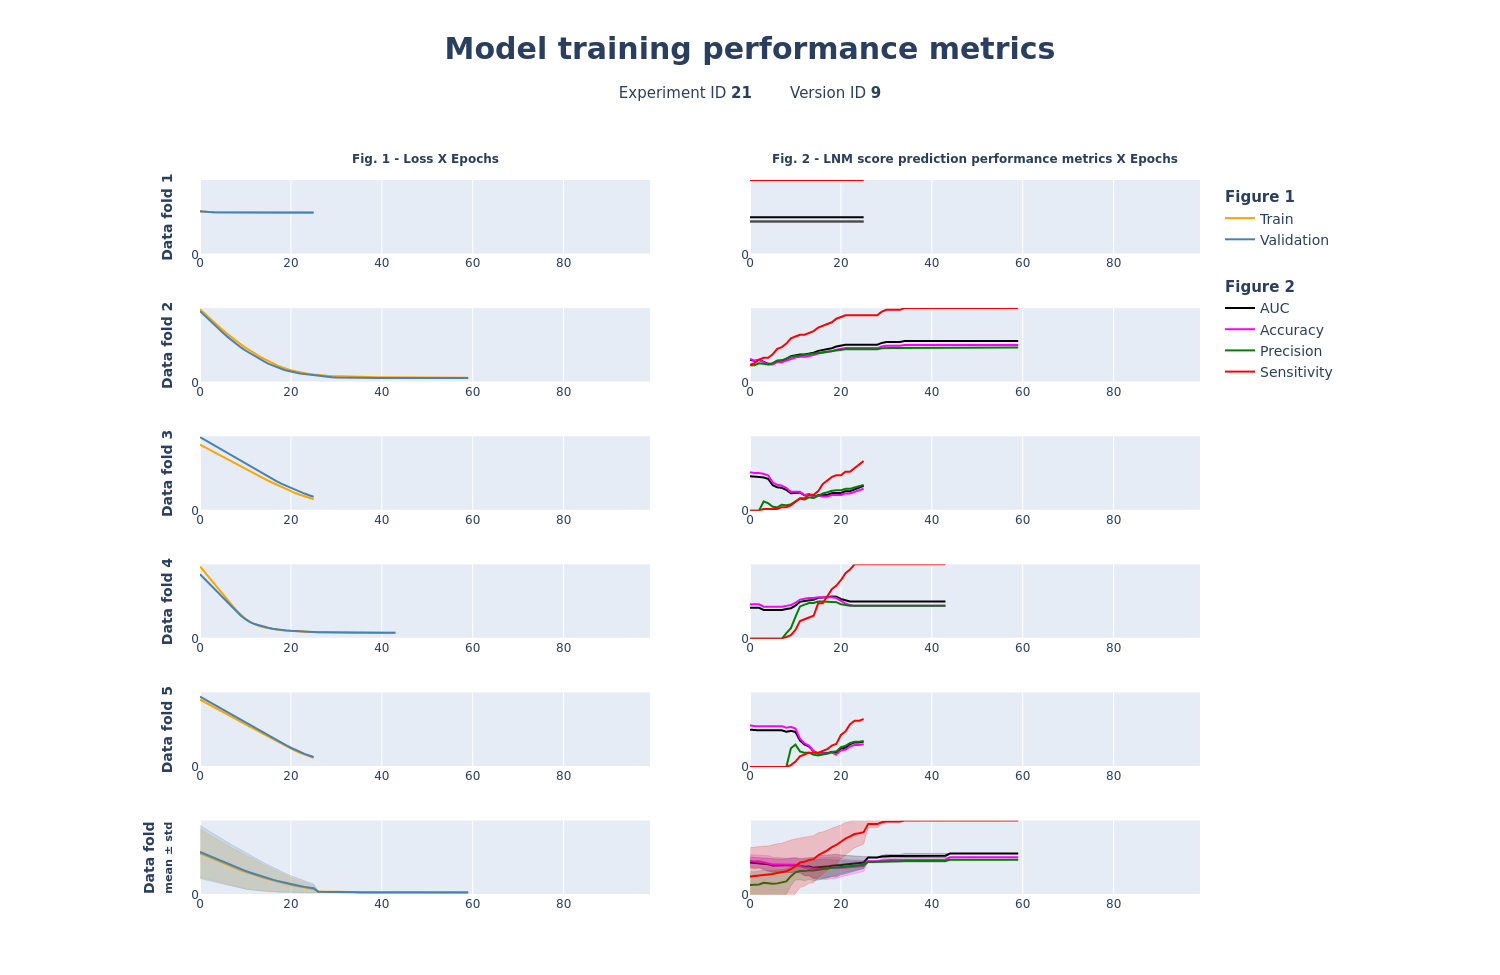 Model training performance metrics
Experiment ID 21 Version ID 9
Fig. 1 - Loss X Epochs
Fig. 2 - LNM score prediction performance metrics X Epochs
Data fold 1
0
0 20 40 60 80
0
0 20 40 60 80
Data fold 2
0
0 20 40 60 80
0
0 20 40 60 80
Data fold 3
0
0 20 40 60 80
0
0 20 40 60 80
Data fold 4
0
0 20 40 60 80
0
0 20 40 60 80
Data fold 5
0
0 20 40 60 80
0
0 20 40 60 80
Data fold
mean ± std
0
0 20 40 60 80
0
0 20 40 60 80
Figure 1
Train
Validation
Figure 2
AUC
Accuracy
Precision
Sensitivity